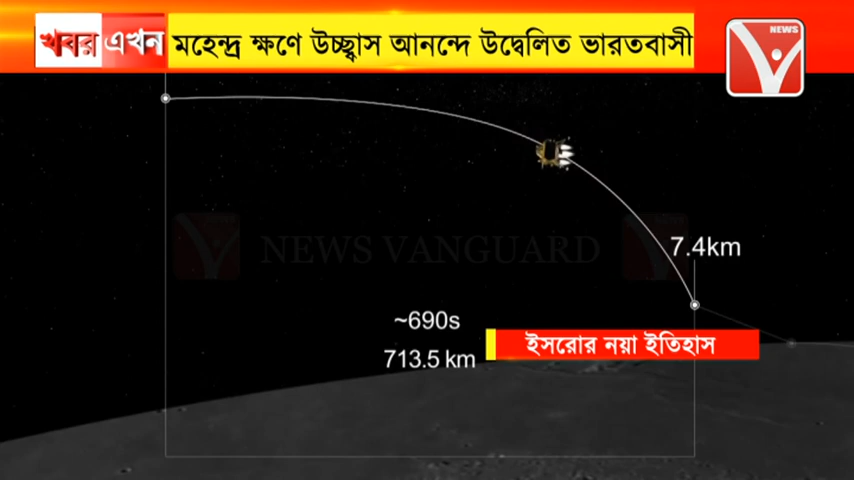 খবর এখন
মহেন্দ্র ক্ষণে উচ্ছ্বাস আনন্দে উদ্বেলিত ভারতবাসী
NEWS
V
NEWS VANGUARD
7.4km
~690s
713.5 km
ইসরোর নয়া ইতিহাস